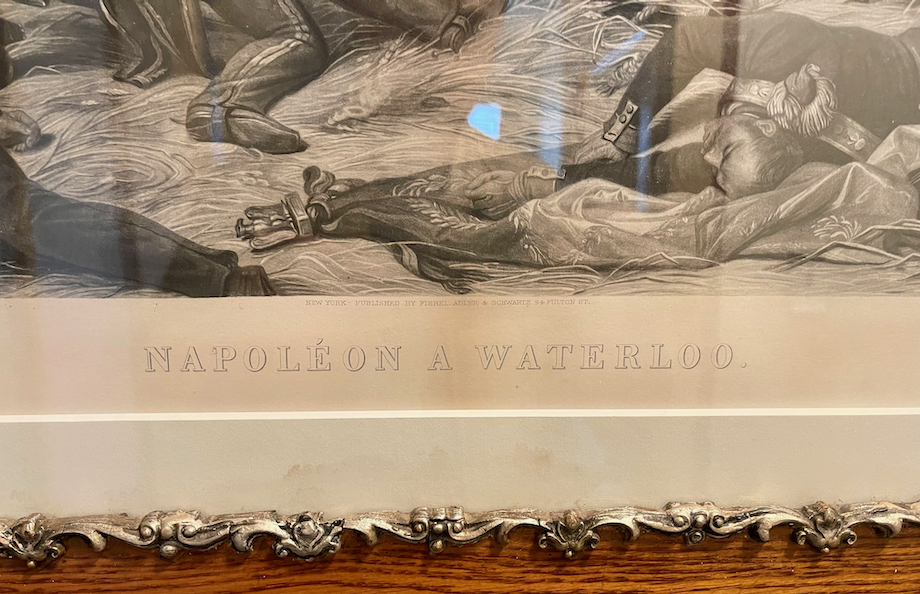 NEW YORK - PUBLISHED BY FISHEL, ADLER & SCHWARTZ 94 FULTON ST.
NAPOLÉON A WATERLOO.